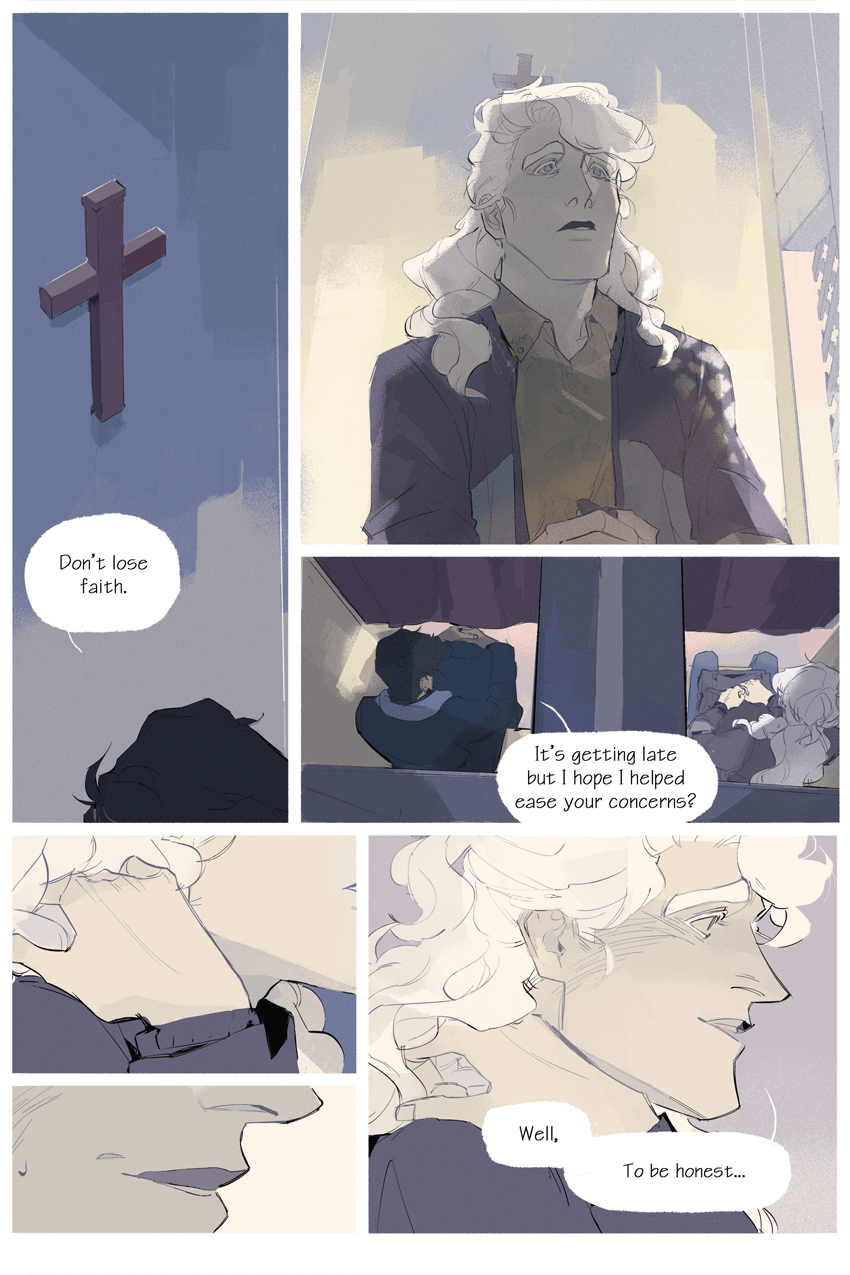 Don't lose
faith.
It's getting late
but I hope I helped
ease your concerns?
Well,
To be honest...